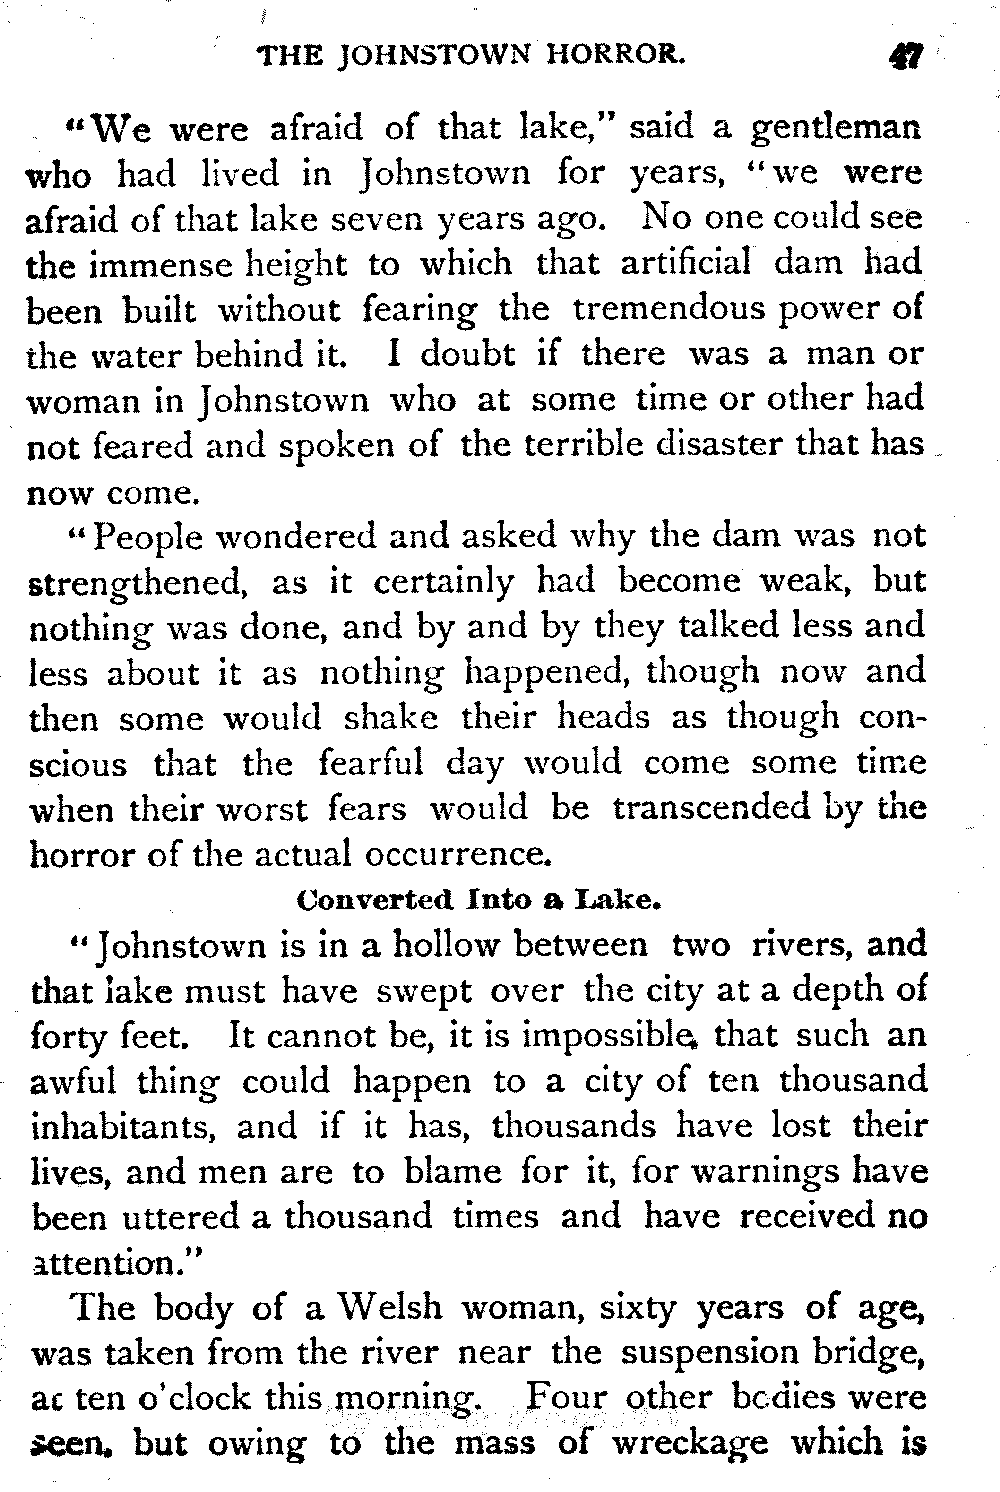 THE JOHNSTOWN HORROR. 47
"We were afraid of that lake," said a gentleman
who had lived in Johnstown for years, "we were
afraid of that lake seven years ago. No one could see
the immense height to which that artificial dam had
been built without fearing the tremendous power of
the water behind it. I doubt if there was a man or
woman in Johnstown who at some time or other had
not feared and spoken of the terrible disaster that has
now come.
"People wondered and asked why the dam was not
strengthened, as it certainly had become weak, but
nothing was done, and by and by they talked less and
less about it as nothing happened, though now and
then some would shake their heads as though con-
scious that the fearful day would come some time
when their worst fears would be transcended by the
horror of the actual occurrence.
Converted Into a Lake.
"Johnstown is in a hollow between two rivers, and
that lake must have swept over the city at a depth of
forty feet. It cannot be, it is impossible, that such an
awful thing could happen to a city of ten thousand
inhabitants, and if it has, thousands have lost their
lives, and men are to blame for it, for warnings have
been uttered a thousand times and have received no
attention."
The body of a Welsh woman, sixty years of age,
was taken from the river near the suspension bridge,
at ten o'clock this morning. Four other bodies were
seen, but owing to the mass of wreckage which is